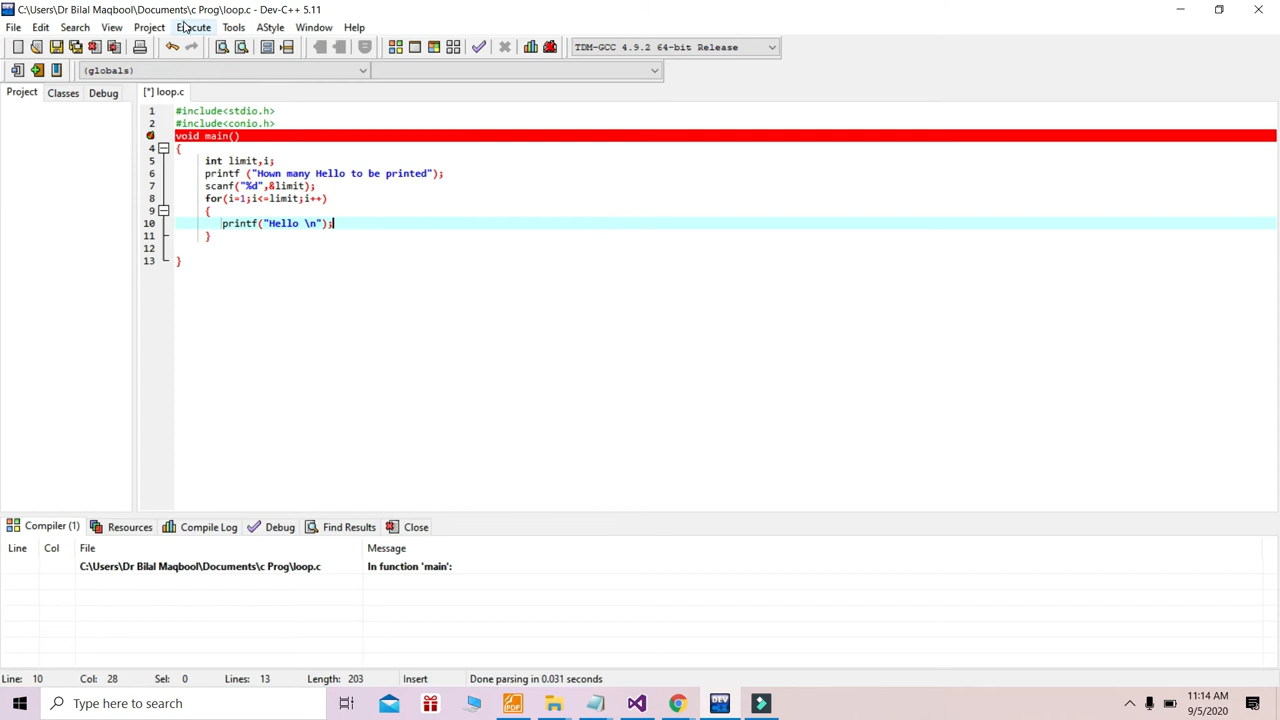 C:\Users\Dr Bilal Maqbool\Documents\c Prog\loop.c - Dev-C++ 5.11
File Edit Search View Project Execute Tools AStyle Window Help
TDM-GCC 4.9.2 64-bit Release
(globals)
Project Classes Debug [*] loop.c
1 #include<stdio.h>
2 #include<conio.h>
void main()
4 {
5 int limit,i;
6 printf ("Hown many Hello to be printed");
7 scanf("%d",&limit);
8 for(i=1;i<=limit;i++)
9 {
10 printf("Hello \n");
11 }
12
13 }
Compiler (1) Resources Compile Log Debug Find Results Close
Line Col File Message
C:\Users\Dr Bilal Maqbool\Documents\c Prog\loop.c In function 'main':
Line: 10 Col: 28 Sel: 0 Lines: 13 Length: 203 Insert Done parsing in 0.031 seconds
Type here to search
PDF
DEV
11:14 AM
9/5/2020